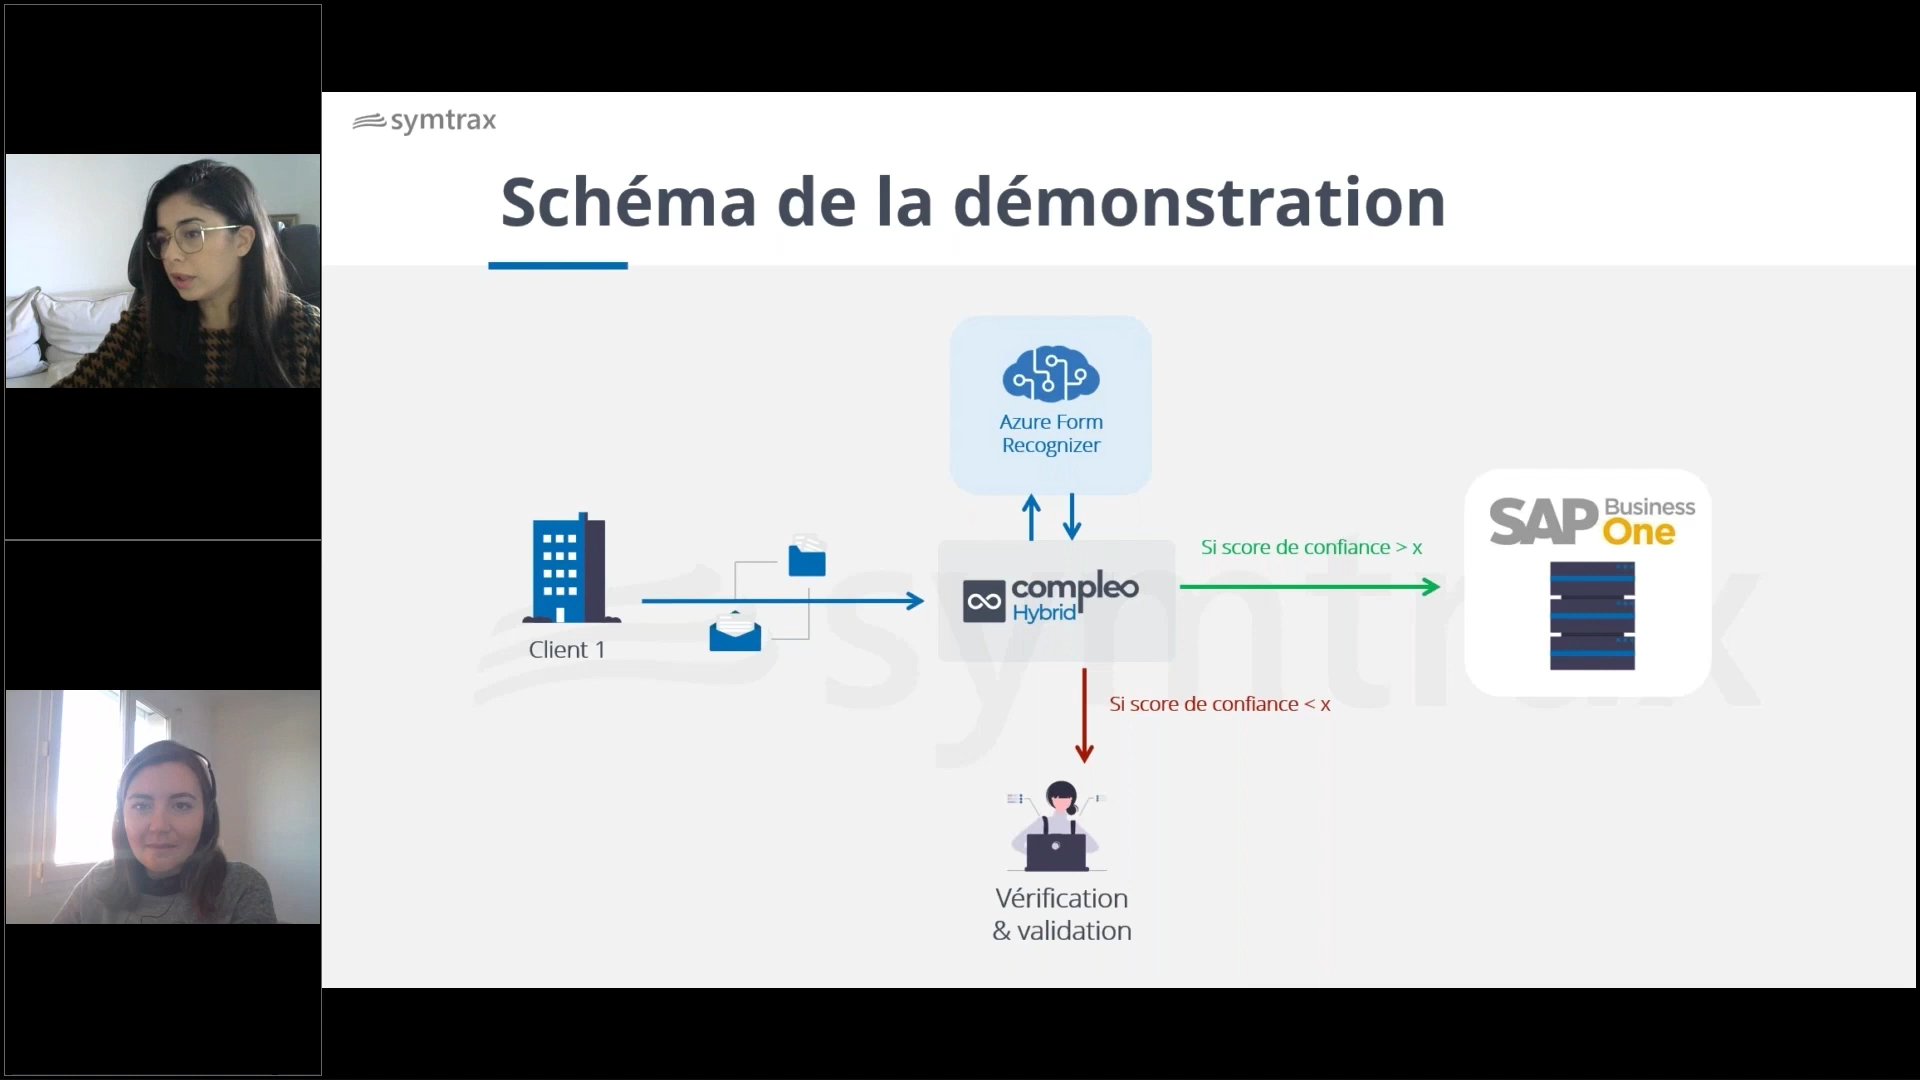 symtrax
Schéma de la démonstration
Azure Form
Recognizer
SAP Business
One
Si score de confiance > x
compleo
Hybrid
Client 1
symtrax
Si score de confiance < x
Vérification
& validation